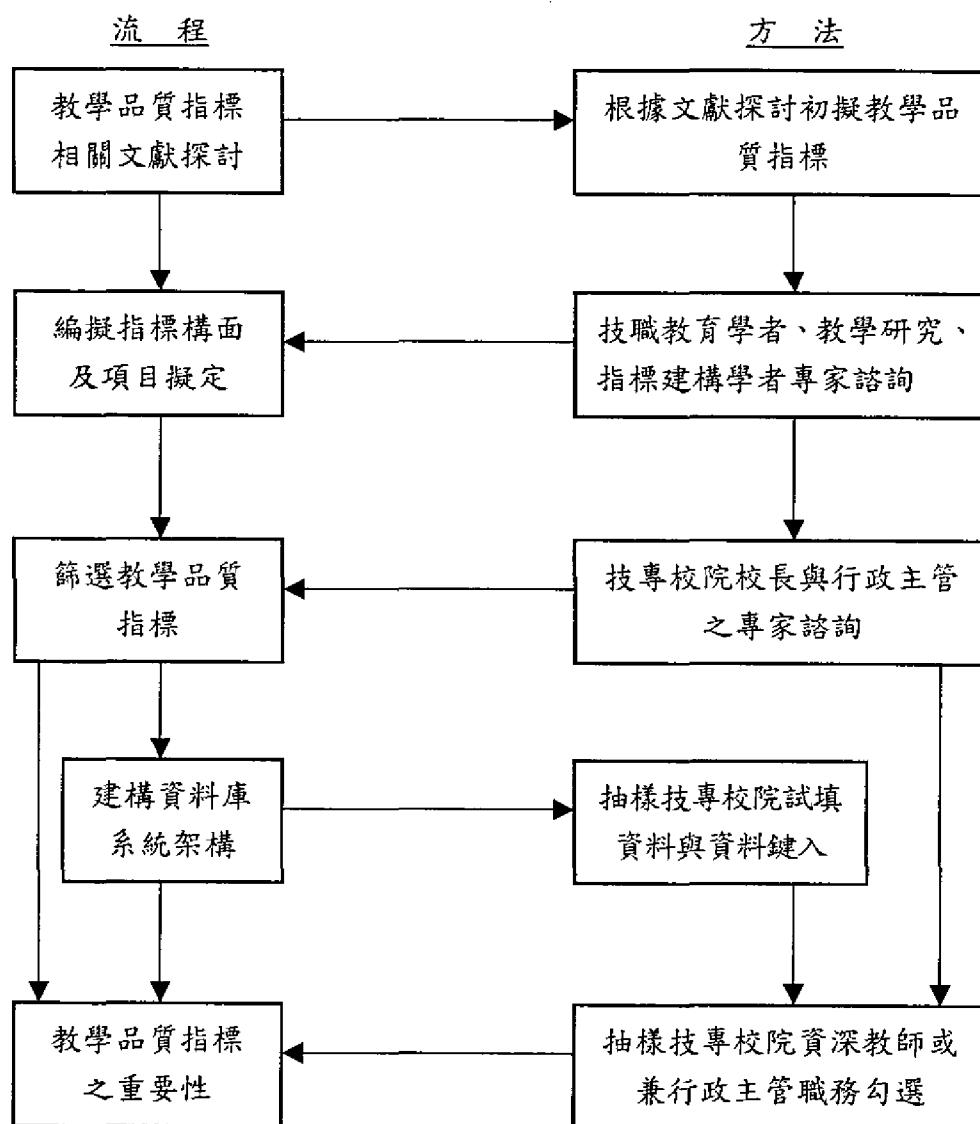 流 程
方 法
教學品質指標
相關文獻探討
根據文獻探討初擬教學品
質指標
編擬指標構面
及項目擬定
技職教育學者、教學研究、
指標建構學者專家諮詢
篩選教學品質
指標
技專校院校長與行政主管
之專家諮詢
建構資料庫
系統架構
抽樣技專校院試填
資料與資料鍵入
教學品質指標
之重要性
抽樣技專校院資深教師或
兼行政主管職務勾選